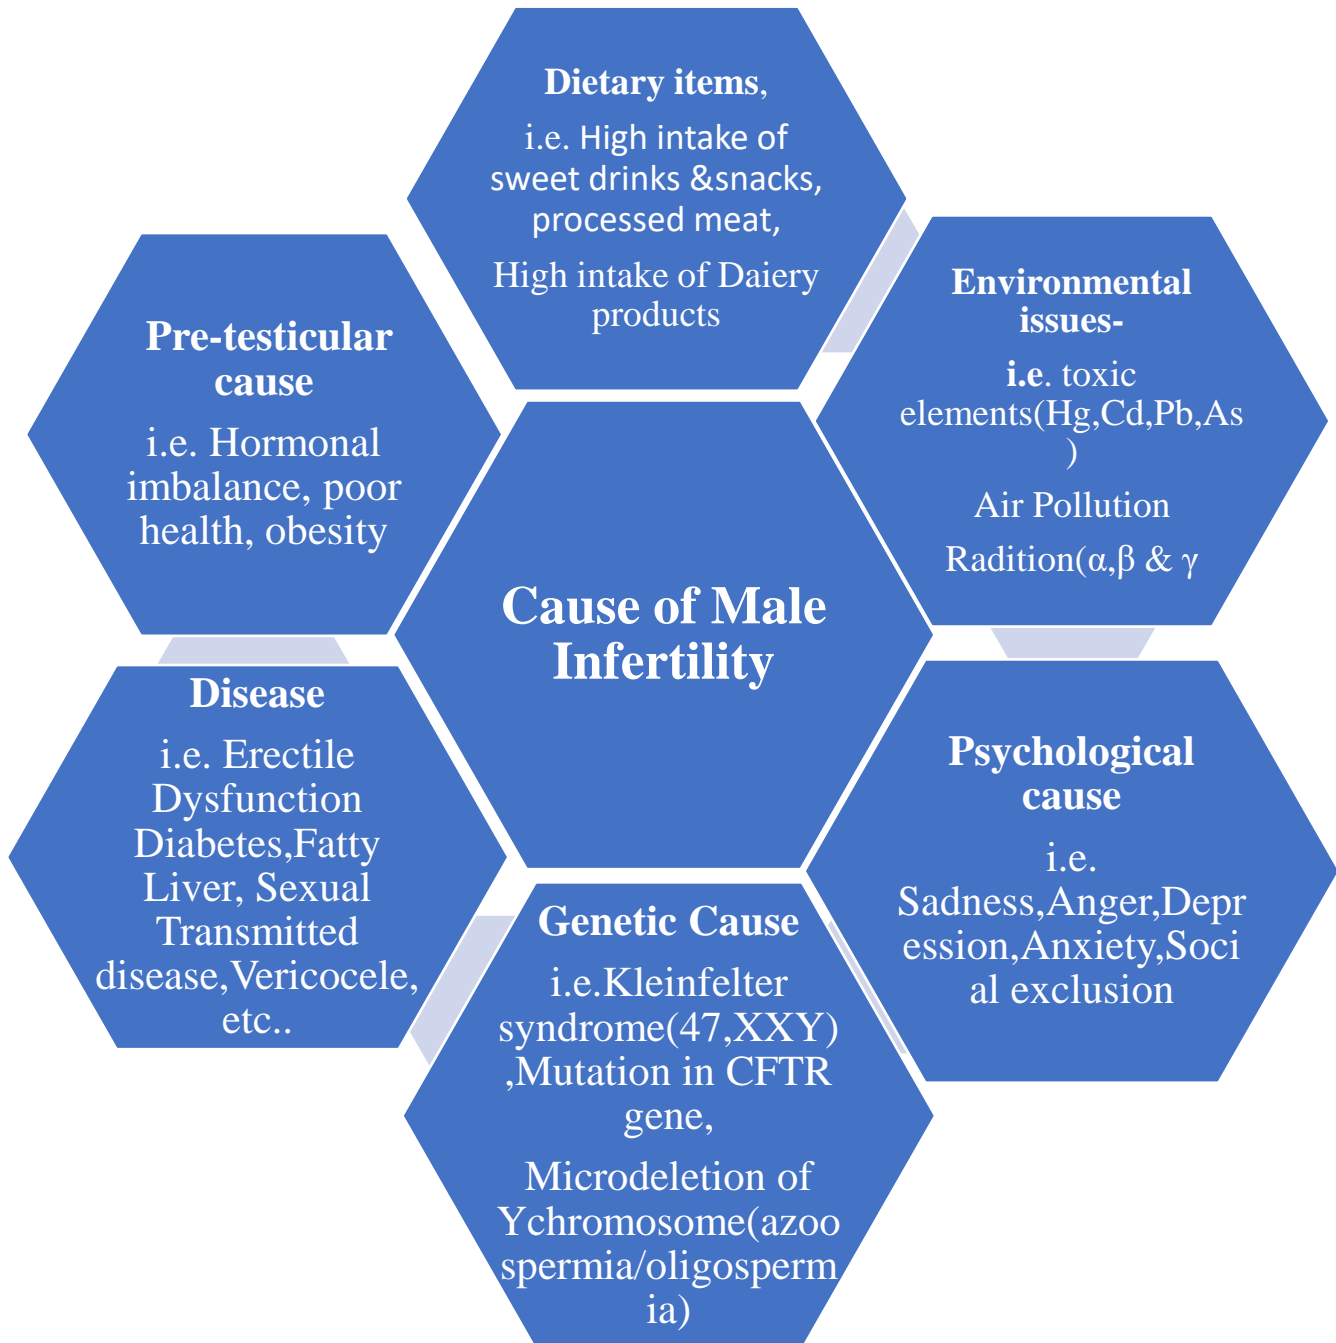 Dietary items,
i.e. High intake of
sweet drinks &snacks,
processed meat,
High intake of Daiery
products
Environmental
issues-
i.e. toxic
elements(Hg,Cd,Pb,As
)
Air Pollution
Radition(α,β & γ
Pre-testicular
cause
i.e. Hormonal
imbalance, poor
health, obesity
Cause of Male
Infertility
Disease
i.e. Erectile
Dysfunction
Diabetes,Fatty
Liver, Sexual
Transmitted
disease,Vericocele,
etc..
Psychological
cause
i.e.
Sadness,Anger,Depr
ession,Anxiety,Soci
al exclusion
Genetic Cause
i.e.Kleinfelter
syndrome(47,XXY)
,Mutation in CFTR
gene,
Microdeletion of
Ychromosome(azoo
spermia/oligosperm
ia)